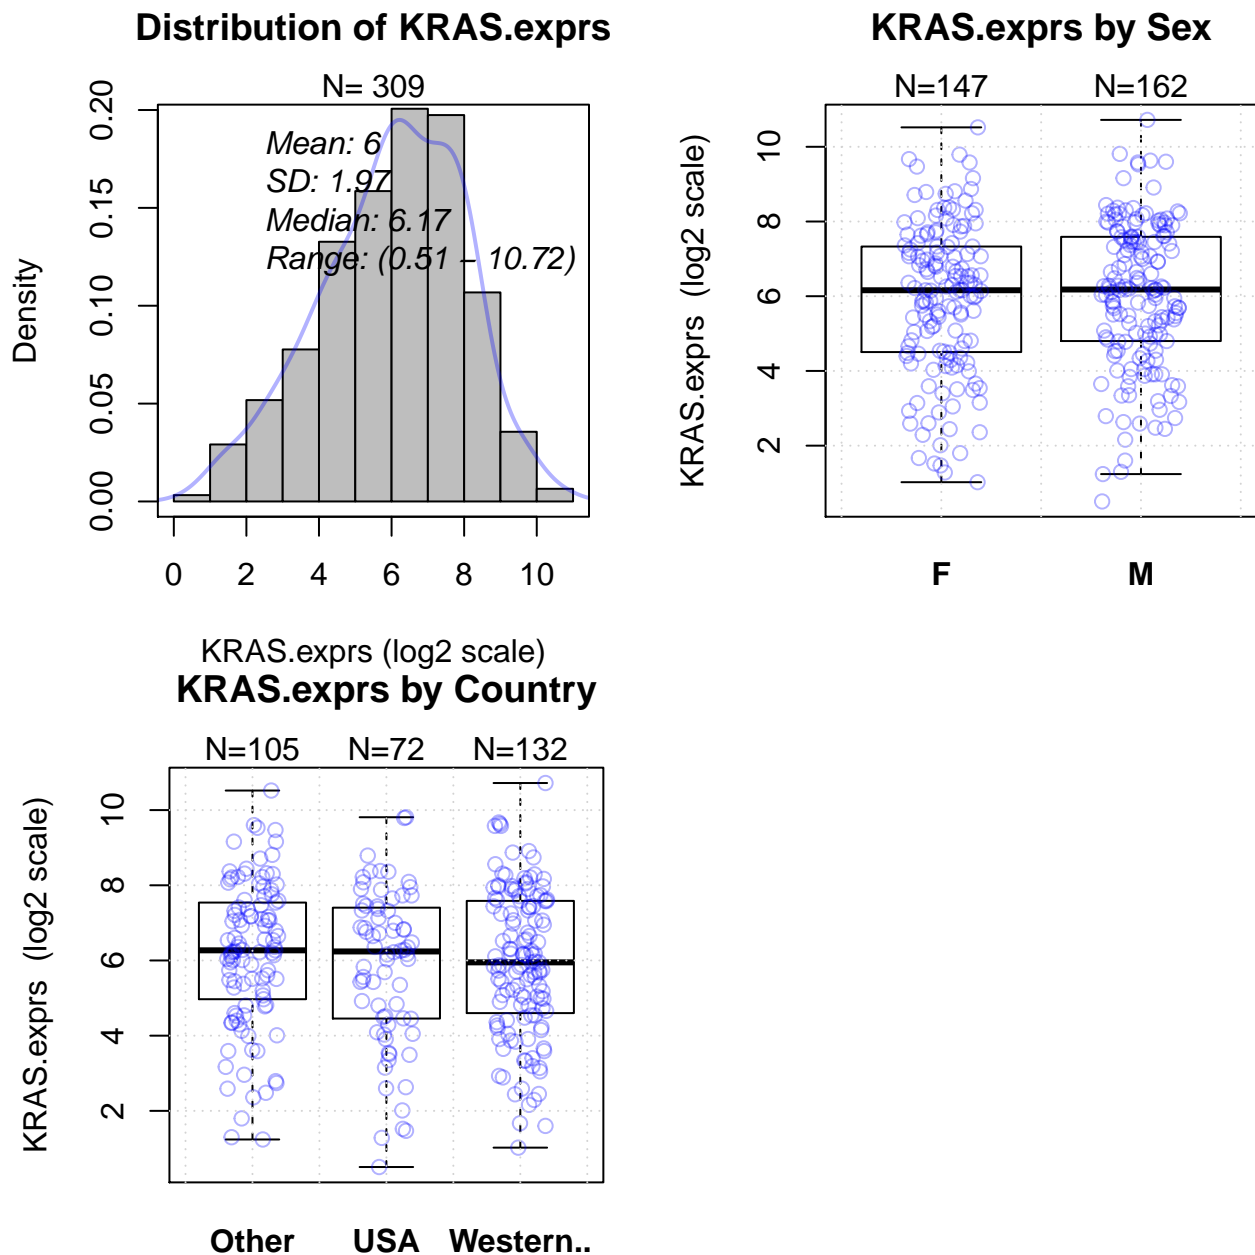 Distribution of KRAS.exprs
N= 309
Mean: 6
SD: 1.97
Median: 6.17
Range: (0.51 – 10.72)
Density
0.00 0.05 0.10 0.15 0.20
0 2 4 6 8 10
KRAS.exprs (log2 scale)
KRAS.exprs by Sex
N=147 N=162
KRAS.exprs (log2 scale)
2 4 6 8 10
F M
KRAS.exprs by Country
N=105 N=72 N=132
KRAS.exprs (log2 scale)
2 4 6 8 10
Other USA Western..